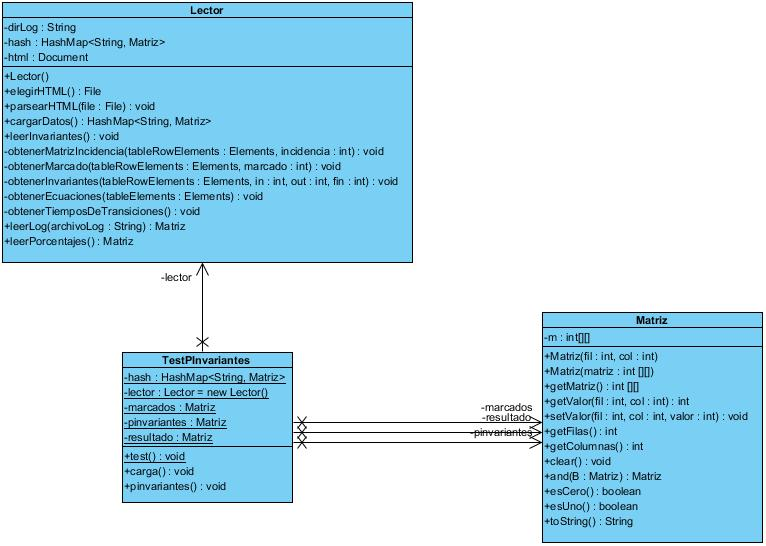 Lector
-dirLog : String
-hash : HashMap<String, Matriz>
-html : Document
+Lector()
+elegirHTML() : File
+parsearHTML(file : File) : void
+cargarDatos() : HashMap<String, Matriz>
+leerInvariantes() : void
-obtenerMatrizIncidencia(tableRowElements : Elements, incidencia : int) : void
-obtenerMarcado(tableRowElements : Elements, marcado : int) : void
-obtenerInvariantes(tableRowElements : Elements, in : int, out : int, fin : int) : void
-obtenerEcuaciones(tableElements : Elements) : void
-obtenerTiemposDeTransiciones() : void
+leerLog(archivoLog : String) : Matriz
+leerPorcentajes() : Matriz
-lector
TestPInvariantes
-hash : HashMap<String, Matriz>
-lector : Lector = new Lector()
-marcados : Matriz
-pinvariantes : Matriz
-resultado : Matriz
+test() : void
+carga() : void
+pinvariantes() : void
-marcados
-resultado
-pinvariantes
Matriz
-m : int[][]
+Matriz(fil : int, col : int)
+Matriz(matriz : int [][])
+getMatriz() : int [][]
+getValor(fil : int, col : int) : int
+setValor(fil : int, col : int, valor : int) : void
+getFilas() : int
+getColumnas() : int
+clear() : void
+and(B : Matriz) : Matriz
+esCero() : boolean
+esUno() : boolean
+toString() : String